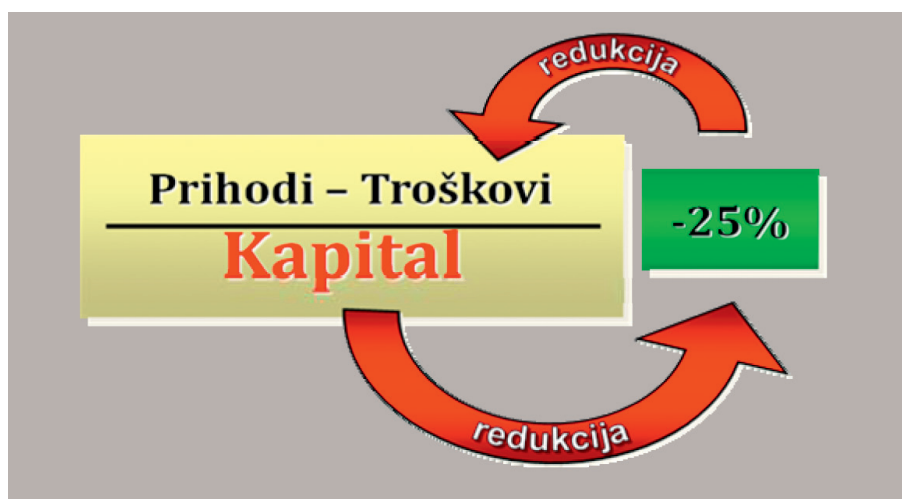 redukcija
Prihodi – Troškovi
Kapital
-25%
redukcija